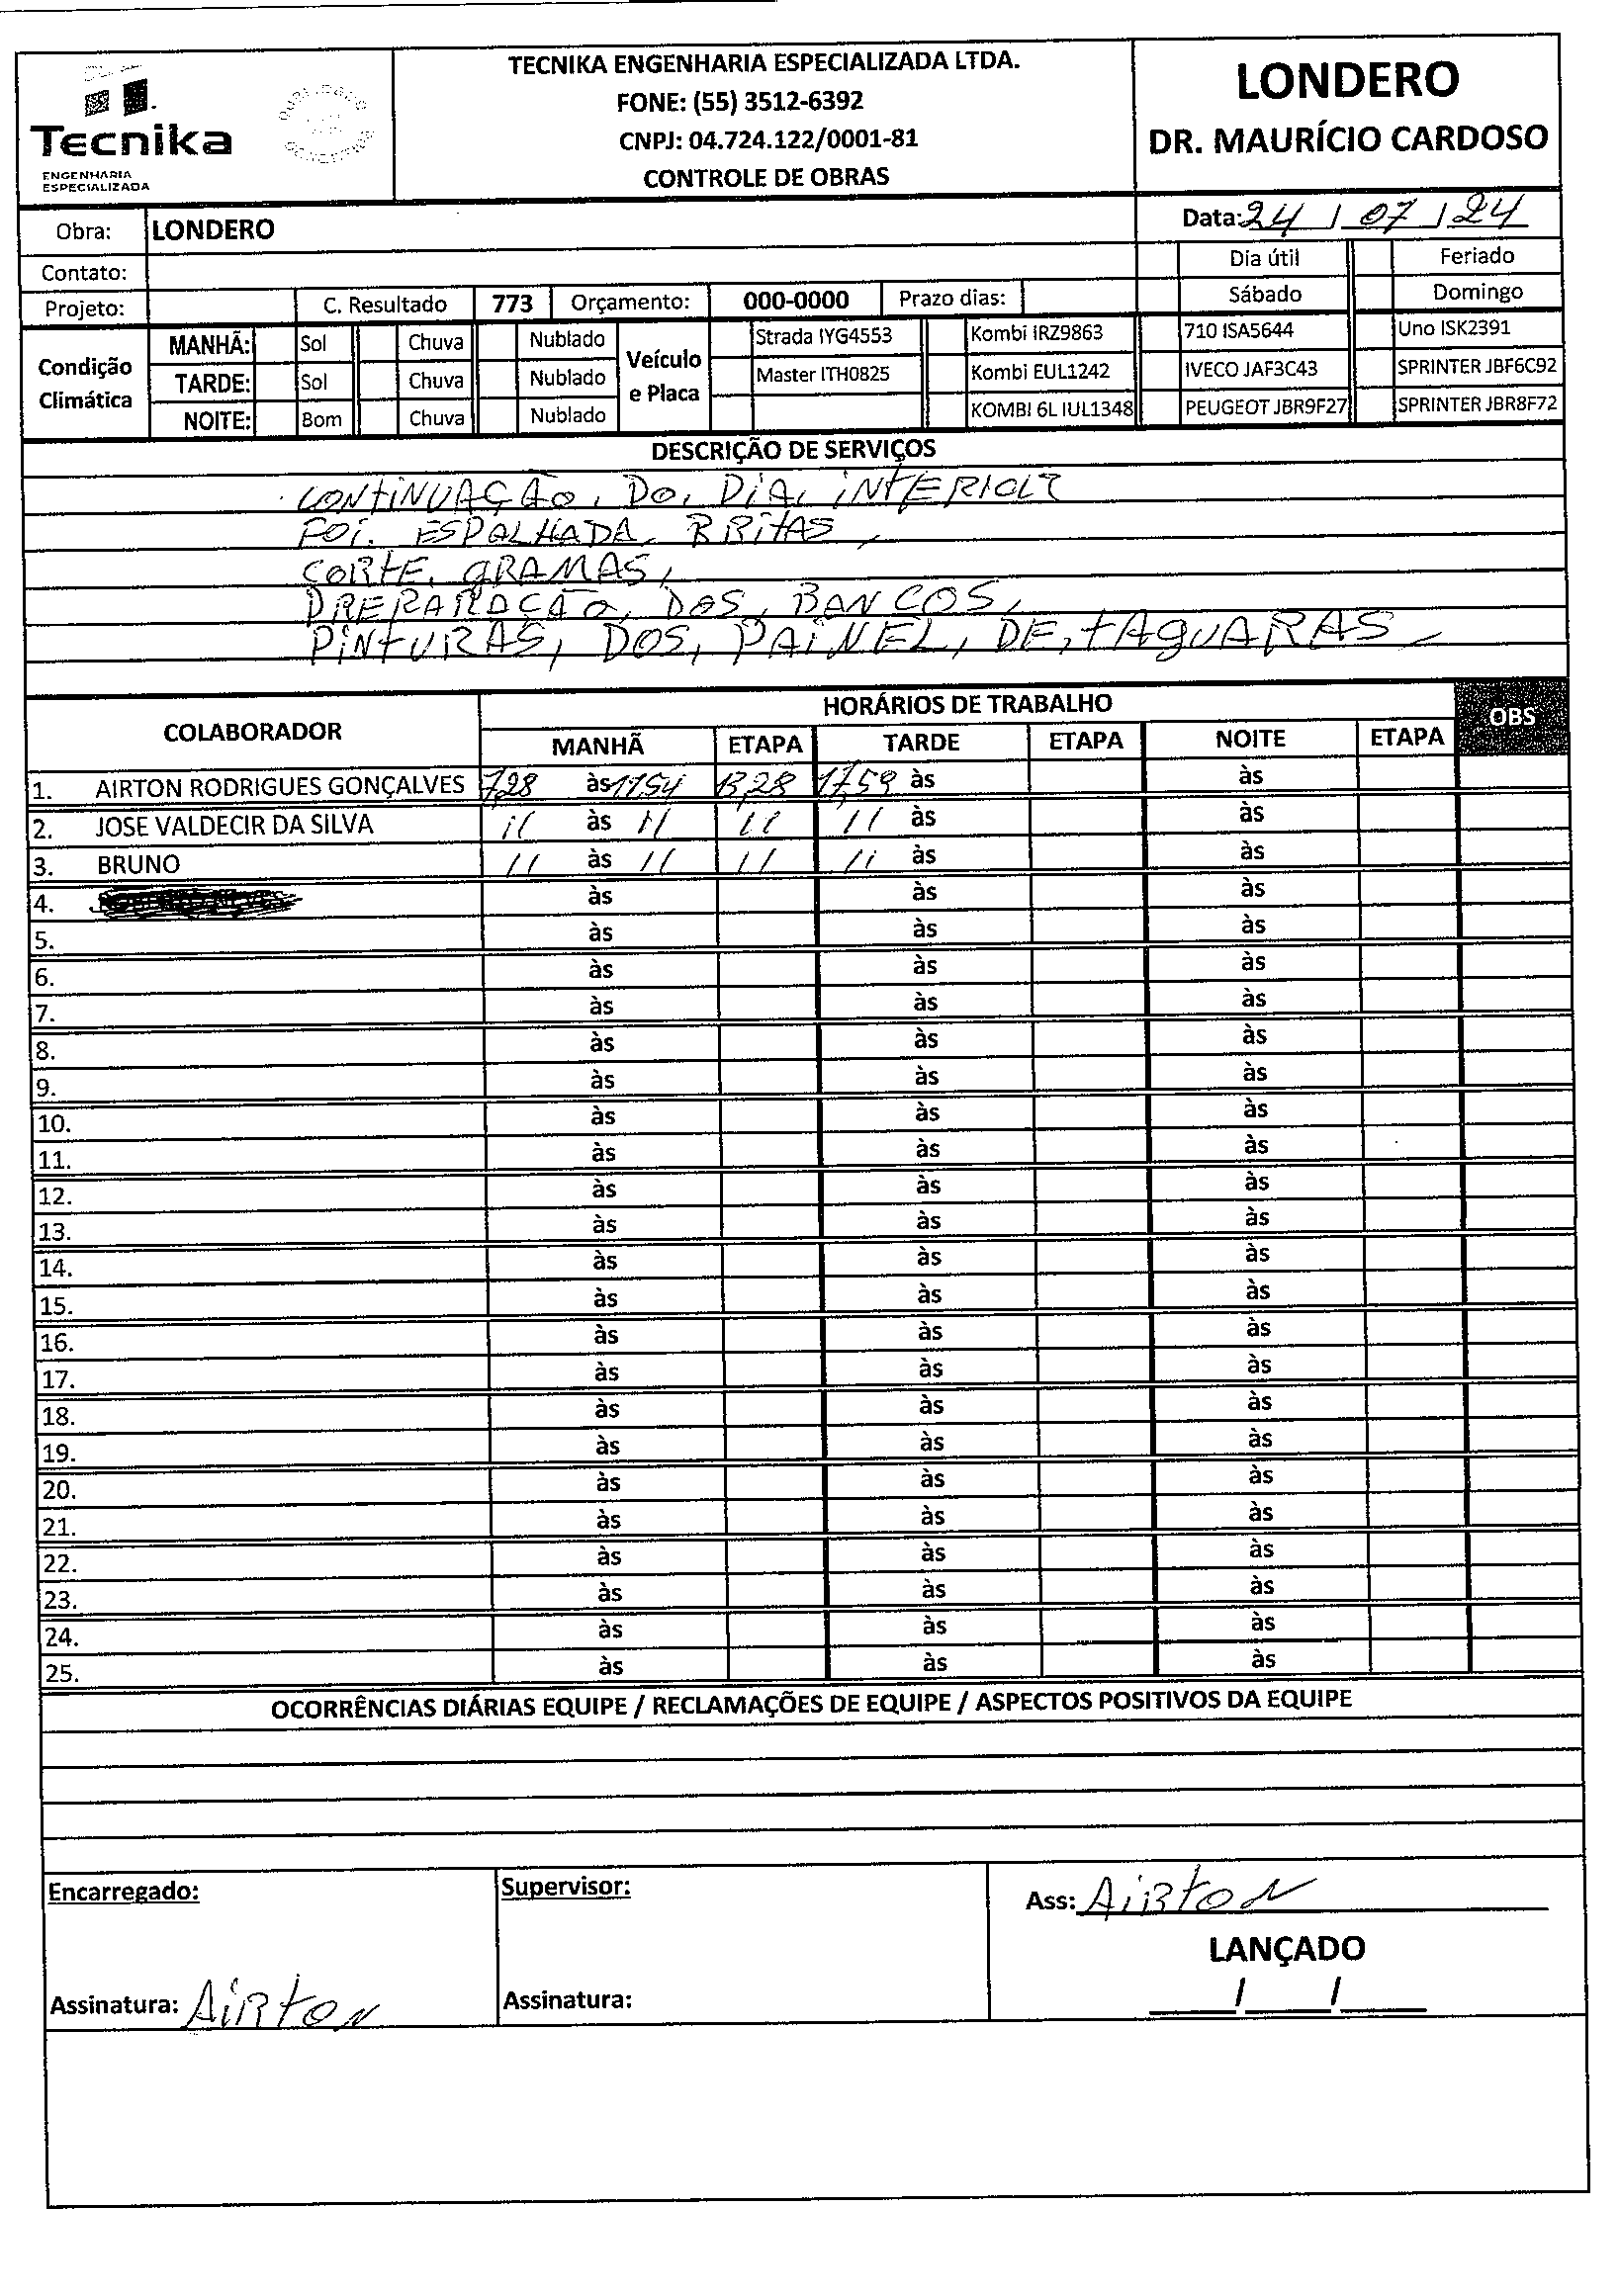 TECNIKA ENGENHARIA ESPECIALIZADA LTDA.
FONE: (55) 3512-6392
CNPJ: 04.724.122/0001-81
CONTROLE DE OBRAS
Tecnika
ENGENHARIA
ESPECIALIZADA
LONDERO
DR. MAURÍCIO CARDOSO
Obra: LONDERO
Data: 24 / 07 / 24
Contato:
Dia útil Feriado
Projeto: C. Resultado 773 Orçamento: 000-0000 Prazo dias: Sábado Domingo
Condição Climática
MANHÃ: Sol Chuva Nublado
TARDE: Sol Chuva Nublado
NOITE: Bom Chuva Nublado
Veículo e Placa
Strada IYG4553 Kombi IRZ9863 710 ISA5644 Uno ISK2391
Master ITH0825 Kombi EUL1242 IVECO JAF3C43 SPRINTER JBF6C92
KOMBI 6L IUL1348 PEUGEOT JBR9F27 SPRINTER JBR8F72
DESCRIÇÃO DE SERVIÇOS
CONTINUAÇÃO, DO, DIA, INTERIOR
FOI. ESPALHADA, BRITAS,
CORTE, GRAMAS,
PREPARAÇÃO, DOS, BANCOS,
PINTURAS, DOS, PAINEL, DE, TAGUARAS
COLABORADOR HORÁRIOS DE TRABALHO OBS
MANHÃ ETAPA TARDE ETAPA NOITE ETAPA
1. AIRTON RODRIGUES GONÇALVES 7,28 às 11,54 13,28 17,59 às às
2. JOSE VALDECIR DA SILVA 11 às 11 11 11 às às
3. BRUNO 11 às 11 11 11 às às
4. às às às
5. às às às
6. às às às
7. às às às
8. às às às
9. às às às
10. às às às
11. às às às
12. às às às
13. às às às
14. às às às
15. às às às
16. às às às
17. às às às
18. às às às
19. às às às
20. às às às
21. às às às
22. às às às
23. às às às
24. às às às
25. às às às
OCORRÊNCIAS DIÁRIAS EQUIPE / RECLAMAÇÕES DE EQUIPE / ASPECTOS POSITIVOS DA EQUIPE
Encarregado:
Assinatura: AIRTON
Supervisor:
Assinatura:
Ass: AIRTON
LANÇADO
___/___/___